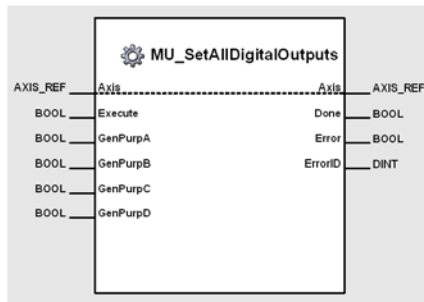 MU_SetAllDigitalOutputs
AXIS_REF Axis Axis AXIS_REF
BOOL Execute Done BOOL
BOOL GenPurpA Error BOOL
BOOL GenPurpB ErrorID DINT
BOOL GenPurpC
BOOL GenPurpD